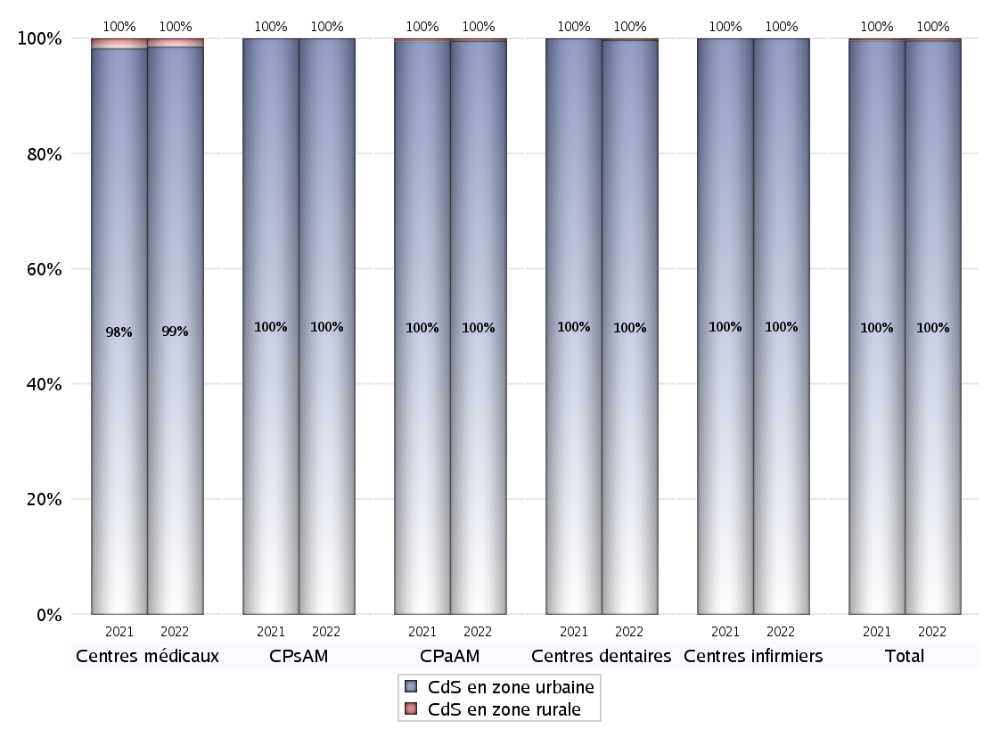 100% 100% 100% 100% 100% 100% 100% 100% 100% 100% 100% 100%
100%
80%
60%
98% 99% 100% 100% 100% 100% 100% 100% 100% 100% 100% 100%
40%
20%
0%
2021 2022 2021 2022 2021 2022 2021 2022 2021 2022 2021 2022
Centres médicaux CPsAM CPaAM Centres dentaires Centres infirmiers Total
CdS en zone urbaine
CdS en zone rurale